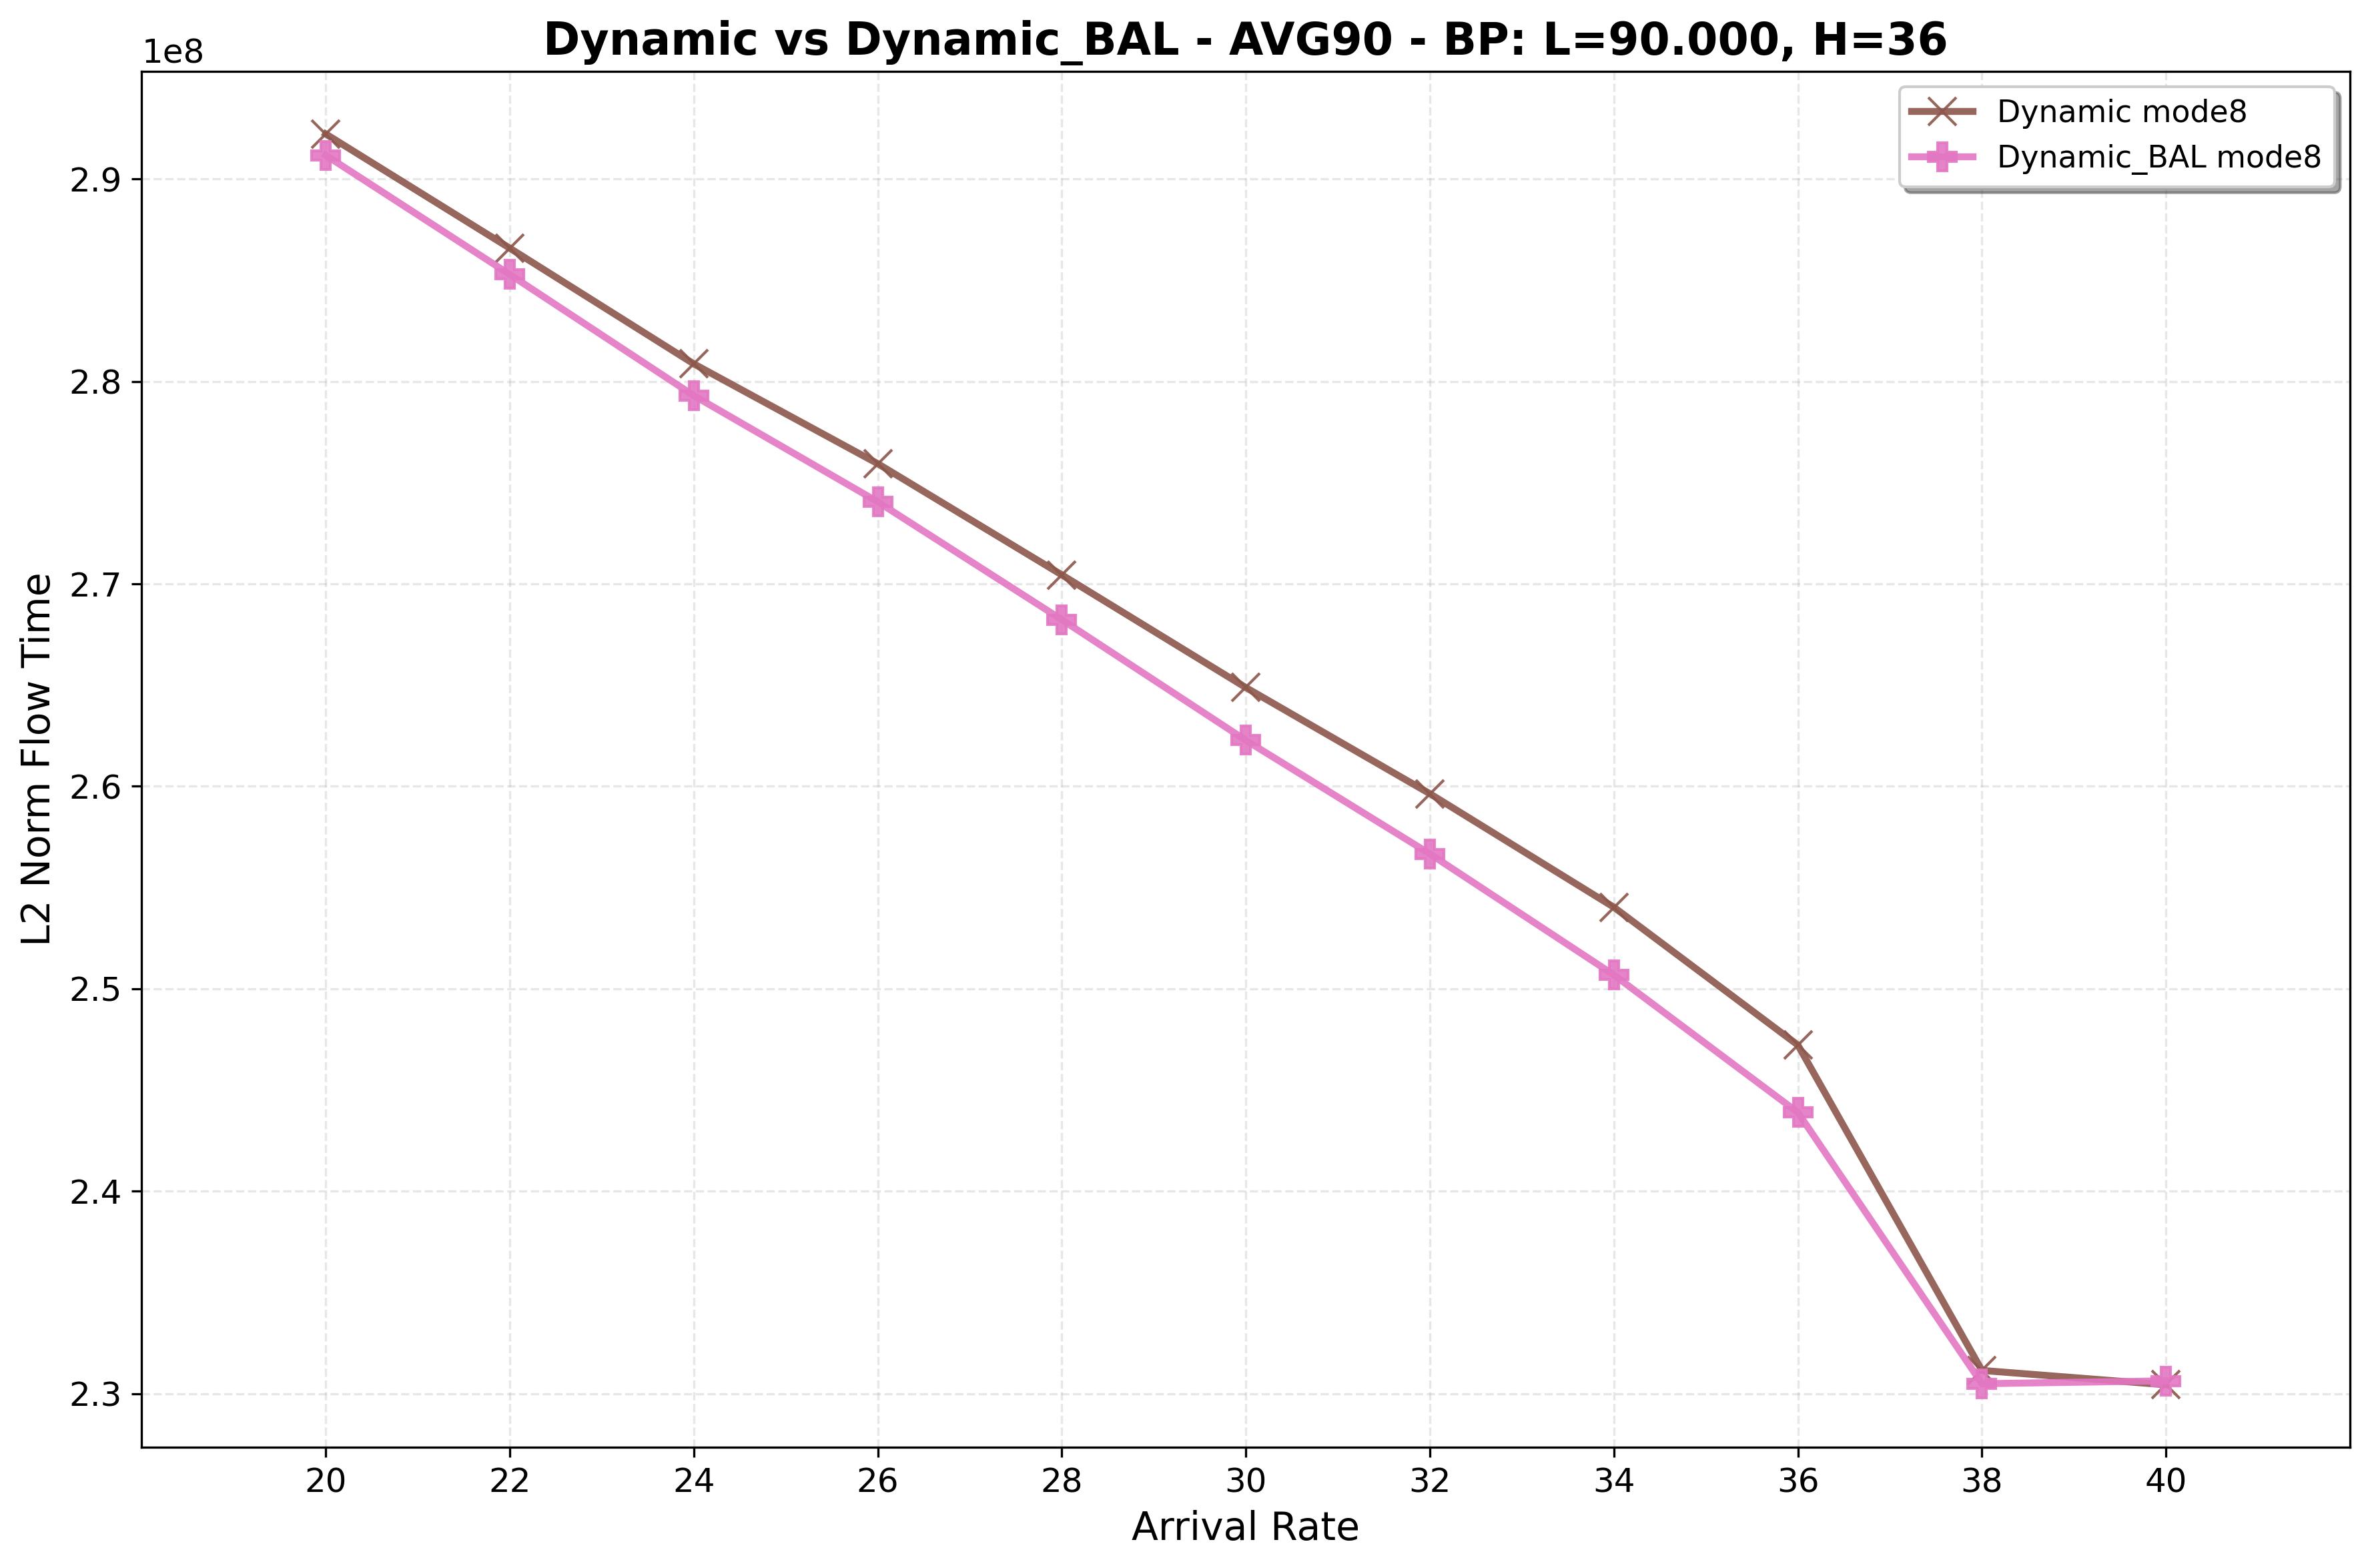 Dynamic vs Dynamic_BAL - AVG90 - BP: L=90.000, H=36
1e8
Dynamic mode8
Dynamic_BAL mode8
2.9
2.8
2.7
2.6
2.5
2.4
2.3
L2 Norm Flow Time
20 22 24 26 28 30 32 34 36 38 40
Arrival Rate